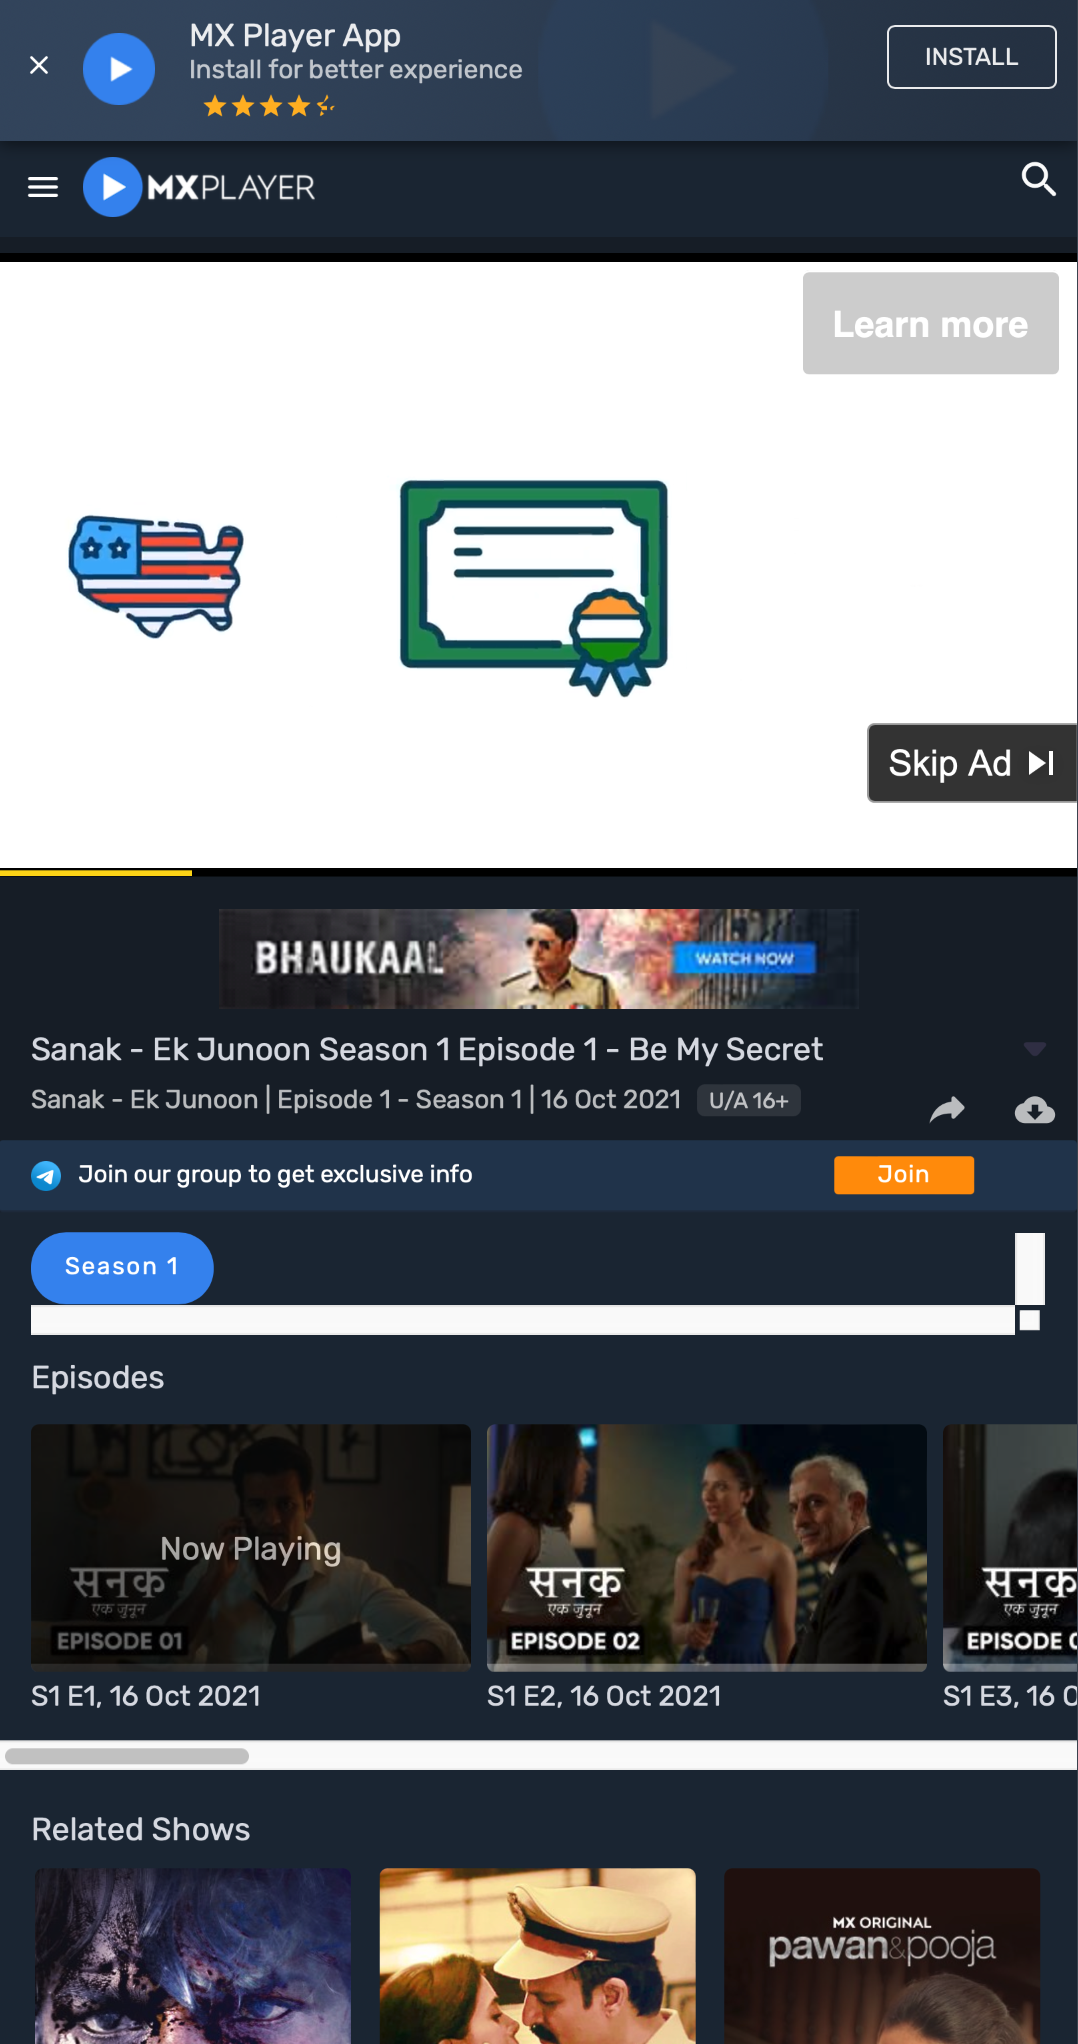 MX Player App
Install for better experience
INSTALL
MXPLAYER
Learn more
Skip Ad
BHAUKAAL
WATCH NOW
Sanak - Ek Junoon Season 1 Episode 1 - Be My Secret
Sanak - Ek Junoon | Episode 1 - Season 1 | 16 Oct 2021 U/A 16+
Join our group to get exclusive info
Join
Season 1
Episodes
Now Playing
सनक
एक जुनून
EPISODE 01
सनक
एक जुनून
EPISODE 02
सनक
एक जुनून
EPISODE
S1 E1, 16 Oct 2021
S1 E2, 16 Oct 2021
S1 E3, 16
Related Shows
MX ORIGINAL
pawan&pooja